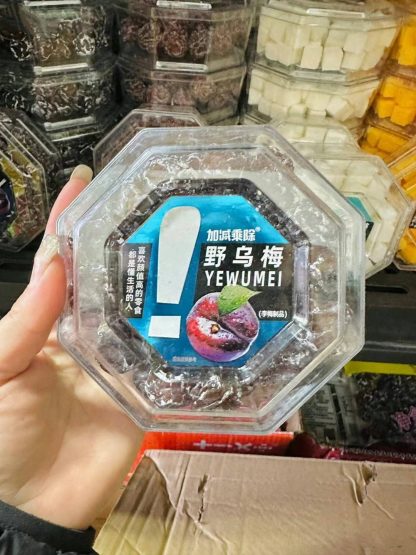 加减乘除®
野乌梅
YEWUMEI
(李梅制品)
喜欢颜值高的零食
都是懂生活的人